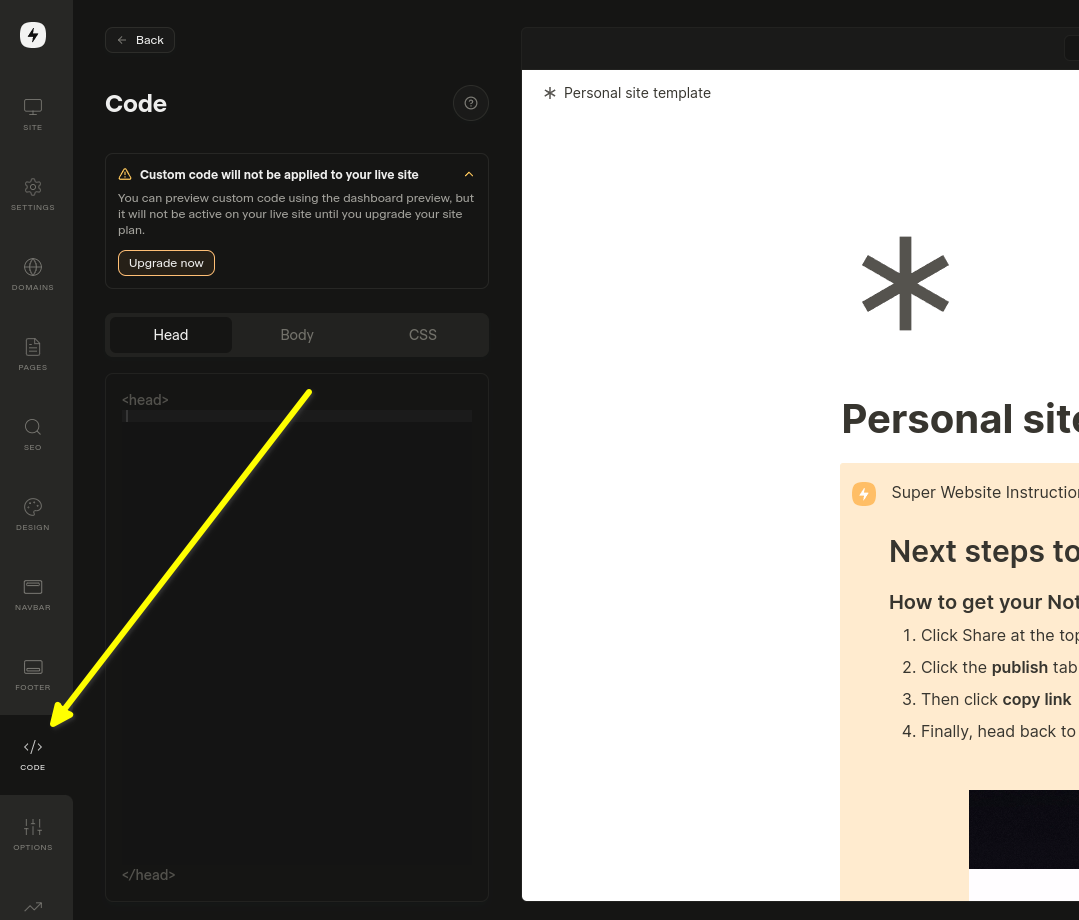 Back
Code
SITE
SETTINGS
DOMAINS
PAGES
SEO
DESIGN
NAVBAR
FOOTER
CODE
OPTIONS
Custom code will not be applied to your live site
You can preview custom code using the dashboard preview, but
it will not be active on your live site until you upgrade your site
plan.
Upgrade now
Head Body CSS
<head>
</head>
Personal site template
Personal site
Super Website Instruction
Next steps to
How to get your Not
1. Click Share at the top
2. Click the publish tab
3. Then click copy link
4. Finally, head back to